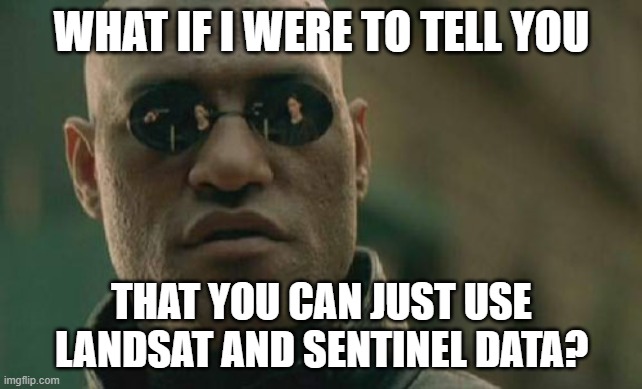 WHAT IF I WERE TO TELL YOU
THAT YOU CAN JUST USE
LANDSAT AND SENTINEL DATA?
imgflip.com